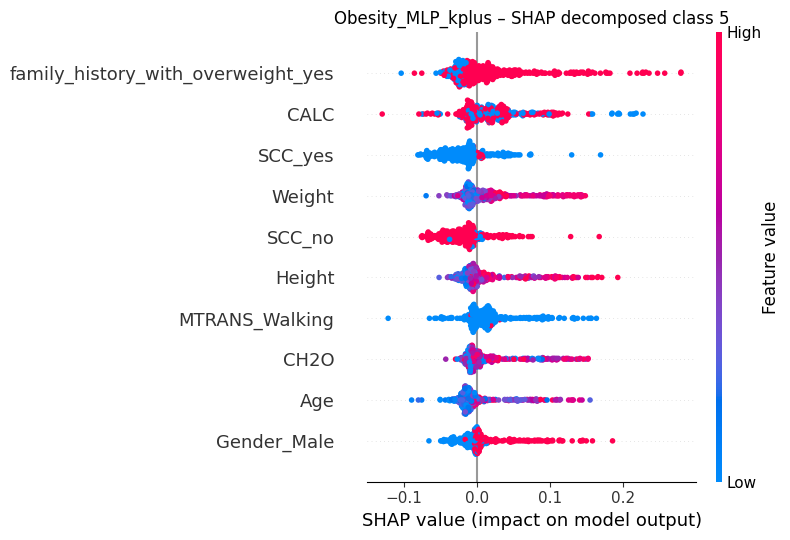 Obesity_MLP_kplus – SHAP decomposed class 5
High
family_history_with_overweight_yes
CALC
SCC_yes
Weight
SCC_no
Height
MTRANS_Walking
CH2O
Age
Gender_Male
Feature value
Low
−0.1 0.0 0.1 0.2
SHAP value (impact on model output)